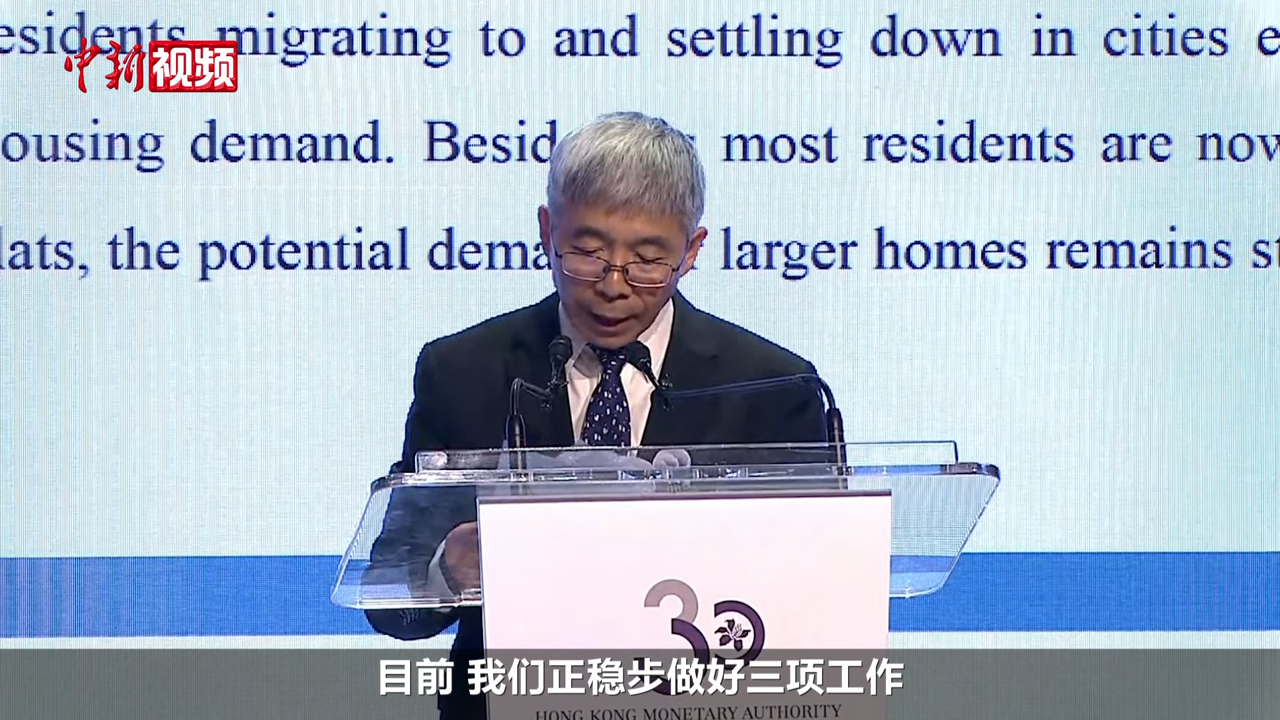 esidents migrating to and settling down in cities e
中新视频
ousing demand. Besid most residents are now
lats, the potential dema larger homes remains s
30
目前 我们正稳步做好三项工作
HONG KONG MONETARY AUTHORITY